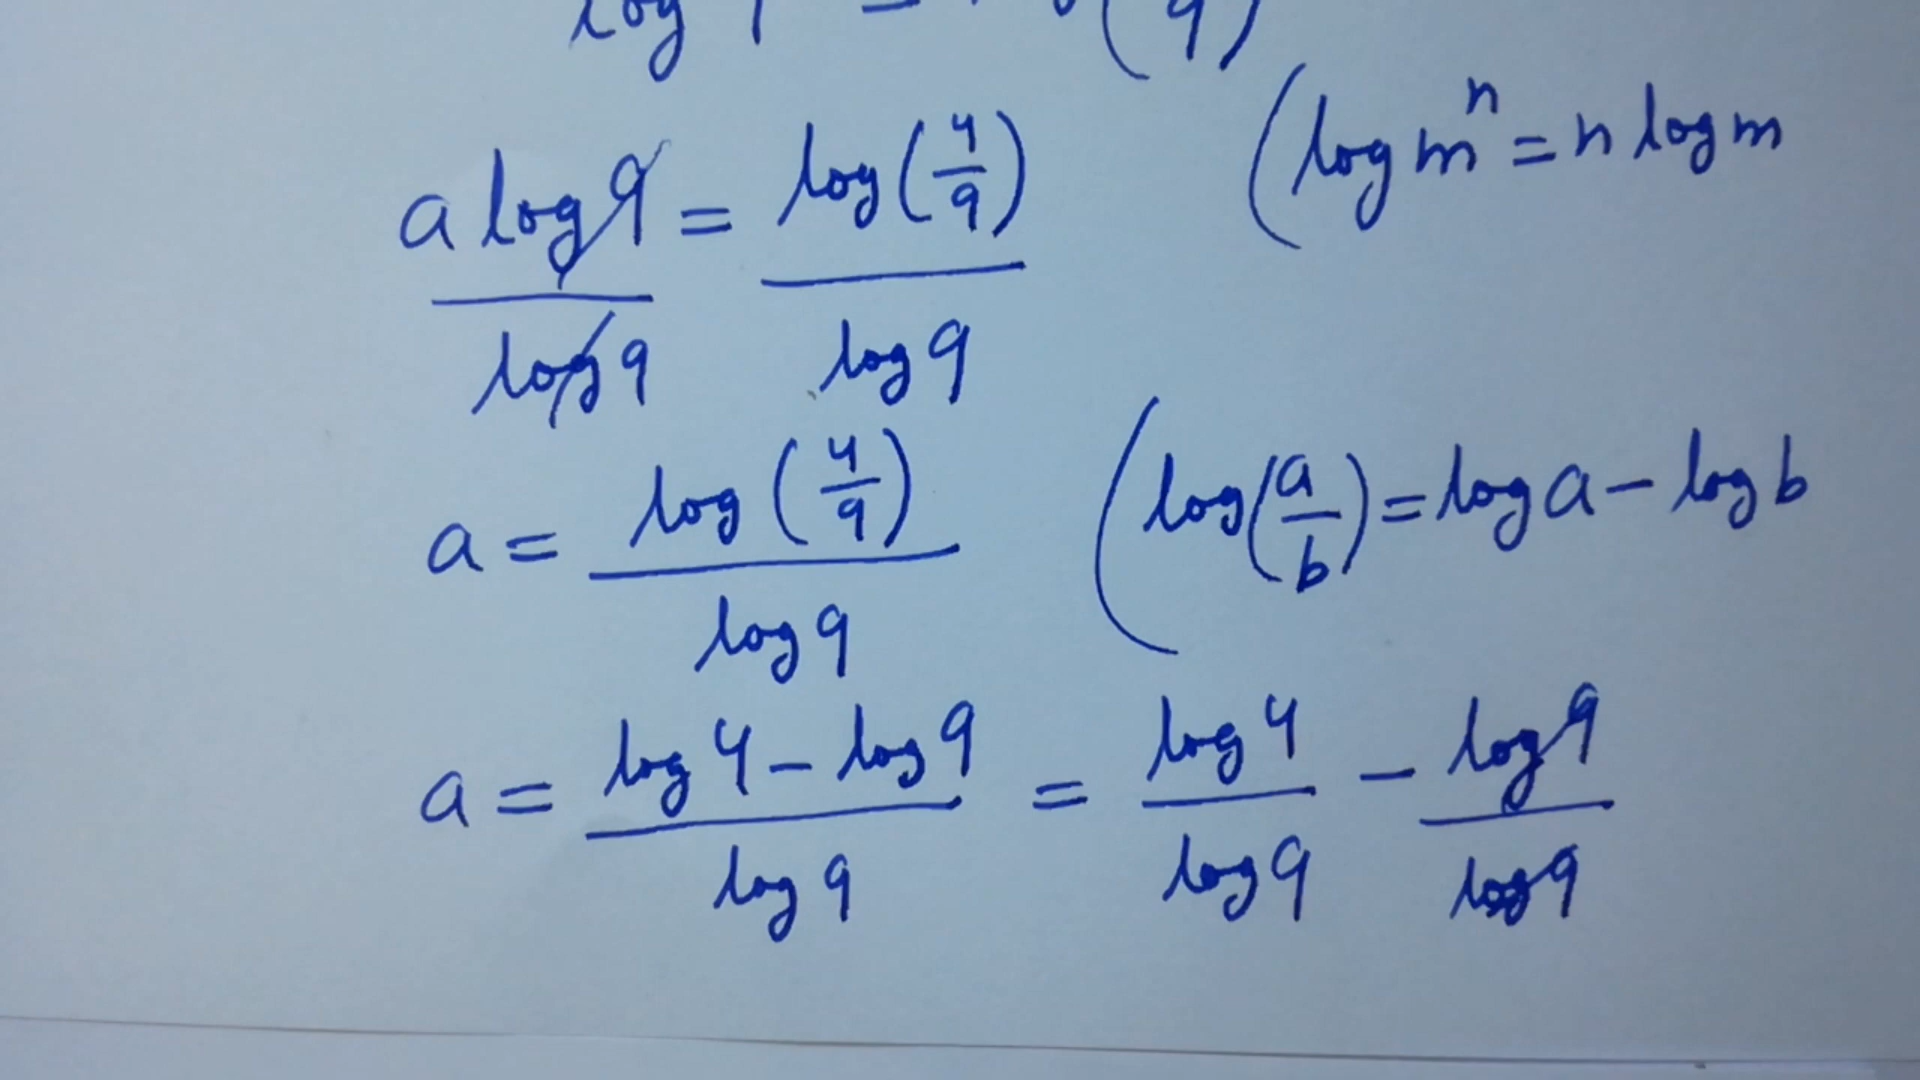 a log 9 / log 9 = log(4/9) / log 9
(log m^n = n log m
a = log(4/9) / log 9
(log(a/b) = log a - log b
a = log 4 - log 9 / log 9 = log 4 / log 9 - log 9 / log 9